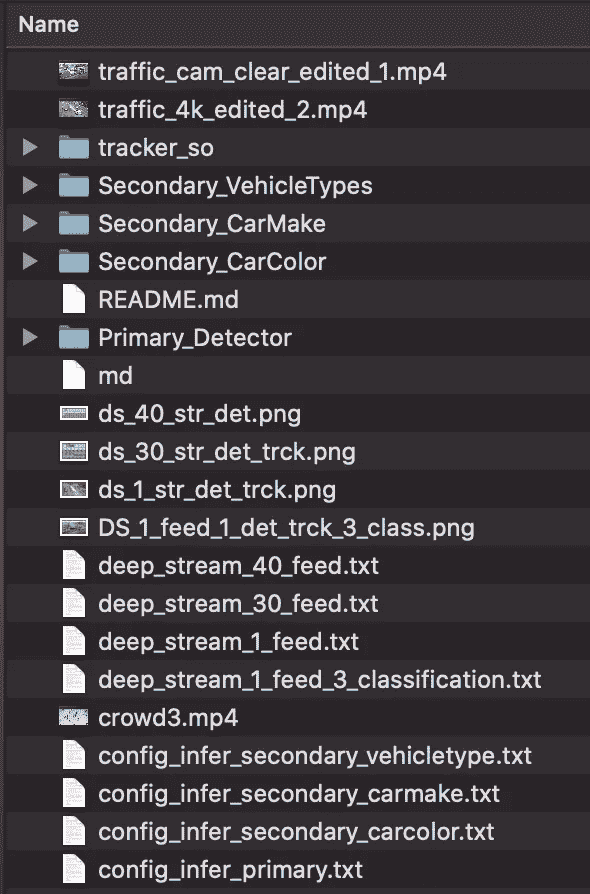 Name
traffic_cam_clear_edited_1.mp4
traffic_4k_edited_2.mp4
tracker_so
Secondary_VehicleTypes
Secondary_CarMake
Secondary_CarColor
README.md
Primary_Detector
md
ds_40_str_det.png
ds_30_str_det_trck.png
ds_1_str_det_trck.png
DS_1_feed_1_det_trck_3_class.png
deep_stream_40_feed.txt
deep_stream_30_feed.txt
deep_stream_1_feed.txt
deep_stream_1_feed_3_classification.txt
crowd3.mp4
config_infer_secondary_vehicletype.txt
config_infer_secondary_carmake.txt
config_infer_secondary_carcolor.txt
config_infer_primary.txt